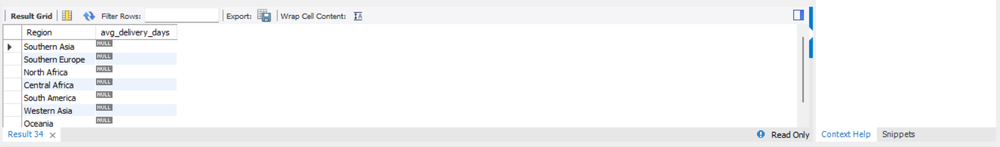 Result Grid Filter Rows: Export: Wrap Cell Content: IA
Region avg_delivery_days
Southern Asia NULL
Southern Europe NULL
North Africa NULL
Central Africa NULL
South America NULL
Western Asia NULL
Oceania NULL
Result 34 × Read Only Context Help Snippets